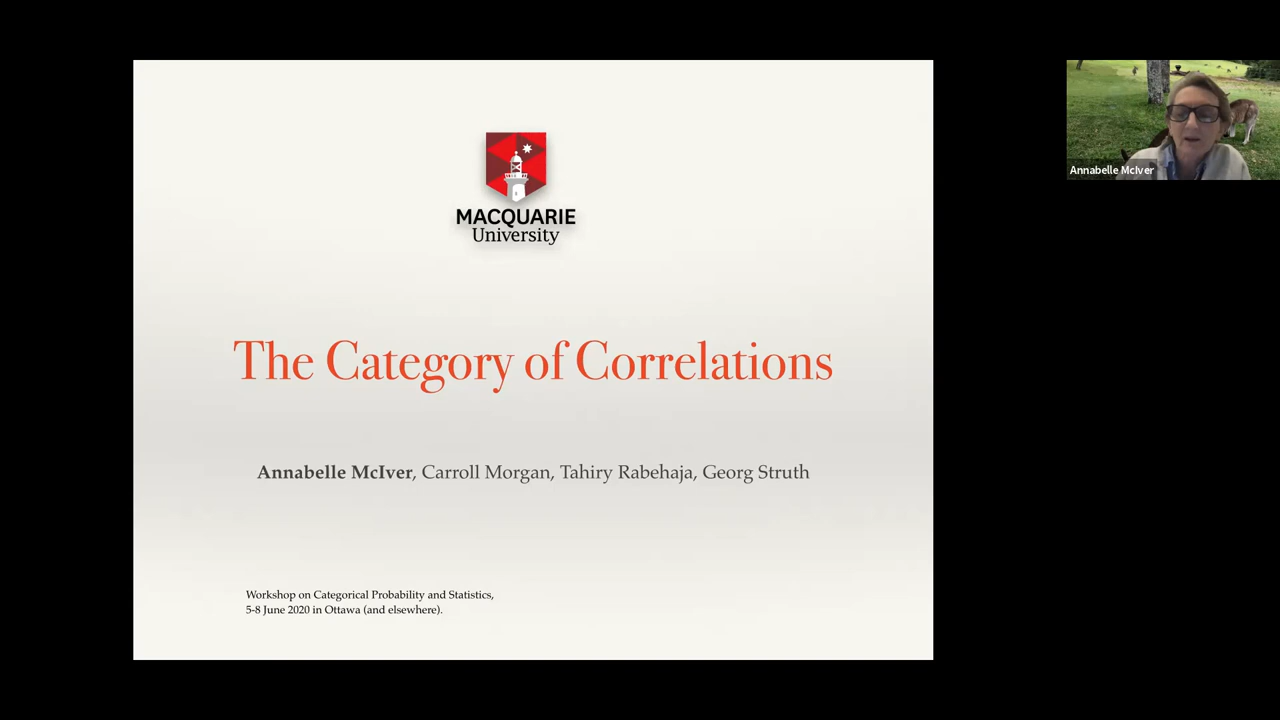 MACQUARIE
University
The Category of Correlations
Annabelle McIver, Carroll Morgan, Tahiry Rabehaja, Georg Struth
Workshop on Categorical Probability and Statistics,
5-8 June 2020 in Ottawa (and elsewhere).
Annabelle McIver